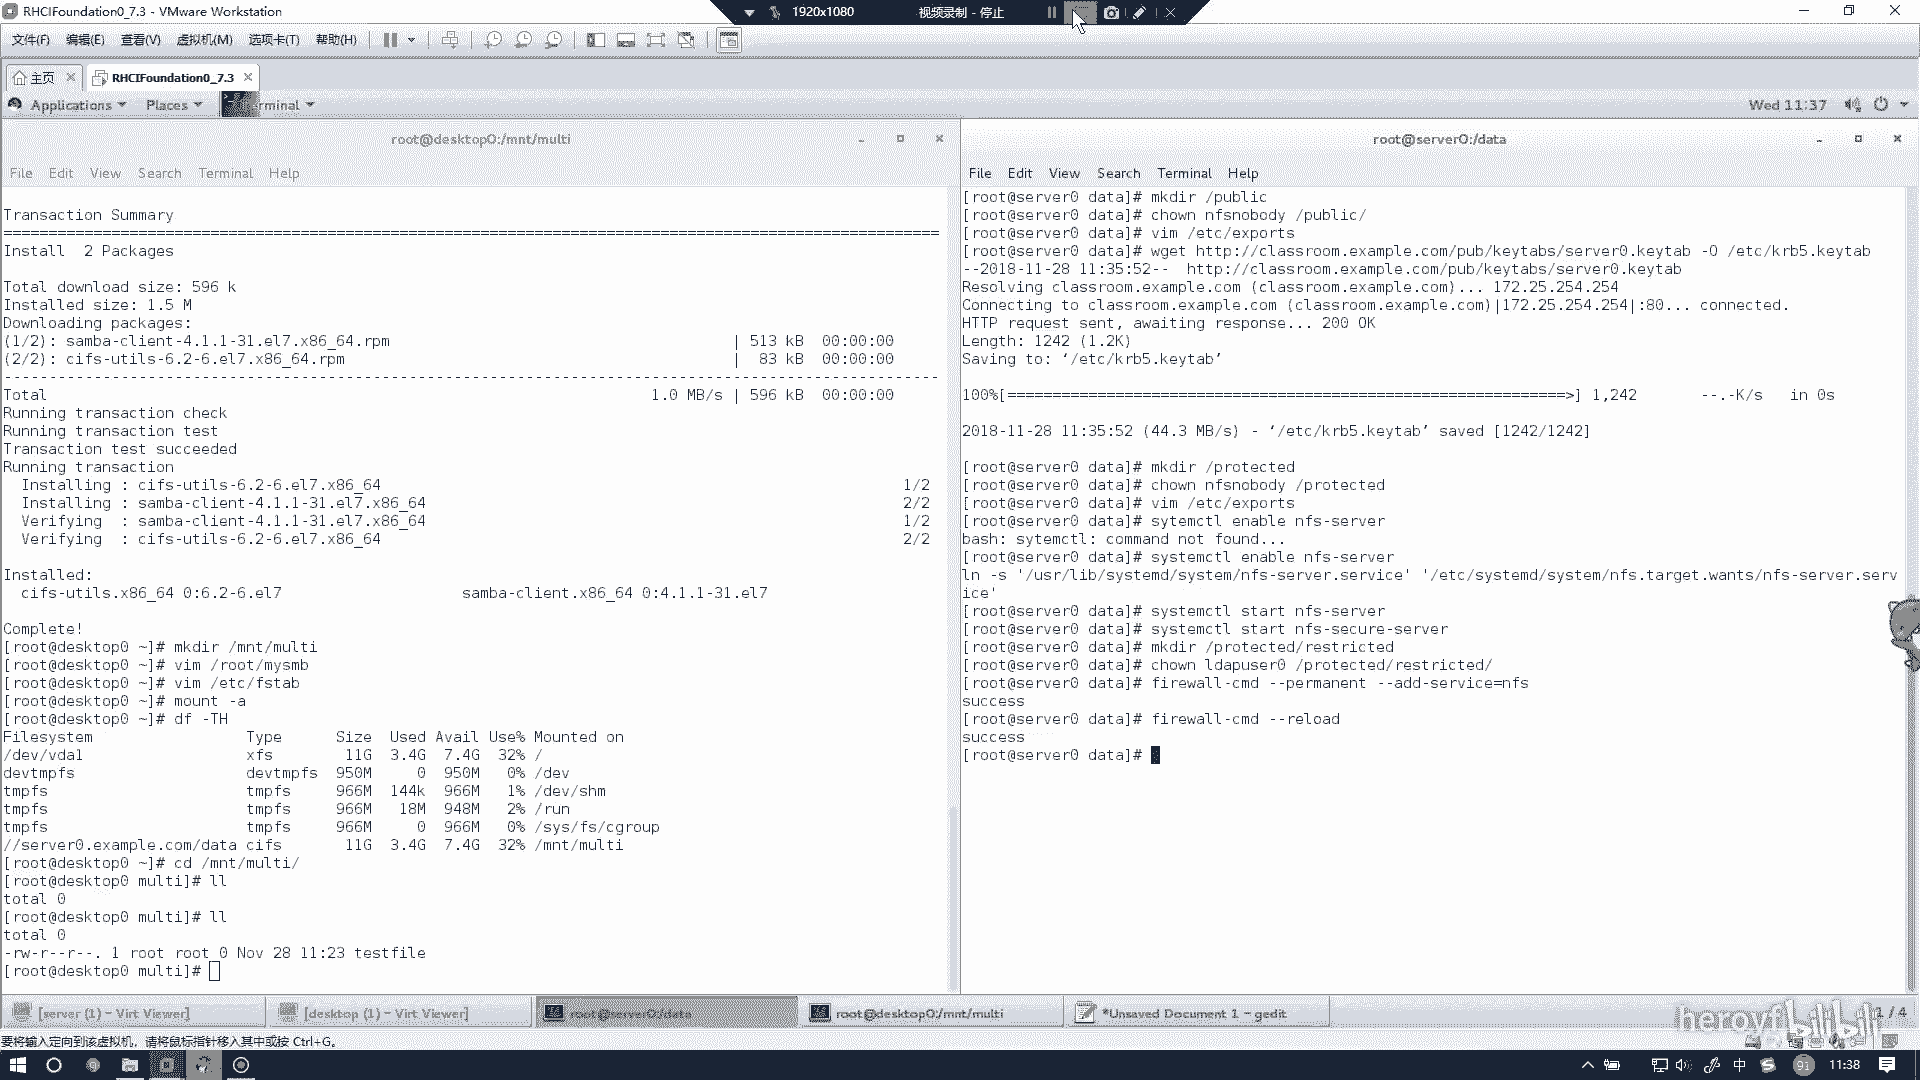 RHCIFoundation0_7.3 - VMware Workstation
1920x1080
视频录制 - 停止
文件(F) 编辑(E) 查看(V) 虚拟机(M) 选项卡(T) 帮助(H)
主页
RHCIFoundation0_7.3
Applications Places Terminal
Wed 11:37
root@desktop0:/mnt/multi
File Edit View Search Terminal Help
Transaction Summary
================================================================================
Install  2 Packages
Total download size: 596 k
Installed size: 1.5 M
Downloading packages:
(1/2): samba-client-4.1.1-31.el7.x86_64.rpm | 513 kB  00:00:00
(2/2): cifs-utils-6.2-6.el7.x86_64.rpm | 83 kB  00:00:00
--------------------------------------------------------------------------------
Total 1.0 MB/s | 596 kB  00:00:00
Running transaction check
Running transaction test
Transaction test succeeded
Running transaction
Installing : cifs-utils-6.2-6.el7.x86_64 1/2
Installing : samba-client-4.1.1-31.el7.x86_64 2/2
Verifying  : samba-client-4.1.1-31.el7.x86_64 1/2
Verifying  : cifs-utils-6.2-6.el7.x86_64 2/2
Installed:
cifs-utils.x86_64 0:6.2-6.el7 samba-client.x86_64 0:4.1.1-31.el7
Complete!
[root@desktop0 ~]# mkdir /mnt/multi
[root@desktop0 ~]# vim /root/mysmb
[root@desktop0 ~]# vim /etc/fstab
[root@desktop0 ~]# mount -a
[root@desktop0 ~]# df -TH
Filesystem Type Size Used Avail Use% Mounted on
/dev/vda1 xfs 11G 3.4G 7.4G 32% /
devtmpfs devtmpfs 950M 0 950M 0% /dev
tmpfs tmpfs 966M 144k 966M 1% /dev/shm
tmpfs tmpfs 966M 18M 948M 2% /run
tmpfs tmpfs 966M 0 966M 0% /sys/fs/cgroup
//server0.example.com/data cifs 11G 3.4G 7.4G 32% /mnt/multi
[root@desktop0 ~]# cd /mnt/multi/
[root@desktop0 multi]# ll
total 0
[root@desktop0 multi]# ll
total 0
-rw-r--r--. 1 root root 0 Nov 28 11:23 testfile
[root@desktop0 multi]#
root@server0:/data
File Edit View Search Terminal Help
[root@server0 data]# mkdir /public
[root@server0 data]# chown nfsnobody /public/
[root@server0 data]# vim /etc/exports
[root@server0 data]# wget http://classroom.example.com/pub/keytabs/server0.keytab -O /etc/krb5.keytab
--2018-11-28 11:35:52--  http://classroom.example.com/pub/keytabs/server0.keytab
Resolving classroom.example.com (classroom.example.com)... 172.25.254.254
Connecting to classroom.example.com (classroom.example.com)|172.25.254.254|:80... connected.
HTTP request sent, awaiting response... 200 OK
Length: 1242 (1.2K)
Saving to: ‘/etc/krb5.keytab’
100%[==============================================================>] 1,242 --.-K/s in 0s
2018-11-28 11:35:52 (44.3 MB/s) - ‘/etc/krb5.keytab’ saved [1242/1242]
[root@server0 data]# mkdir /protected
[root@server0 data]# chown nfsnobody /protected
[root@server0 data]# vim /etc/exports
[root@server0 data]# sytemctl enable nfs-server
bash: sytemctl: command not found...
[root@server0 data]# systemctl enable nfs-server
ln -s '/usr/lib/systemd/system/nfs-server.service' '/etc/systemd/system/nfs.target.wants/nfs-server.serv
ice'
[root@server0 data]# systemctl start nfs-server
[root@server0 data]# systemctl start nfs-secure-server
[root@server0 data]# mkdir /protected/restricted
[root@server0 data]# chown ldapuser0 /protected/restricted/
[root@server0 data]# firewall-cmd --permanent --add-service=nfs
success
[root@server0 data]# firewall-cmd --reload
success
[root@server0 data]#
[server (1) - Virt Viewer]
[desktop (1) - Virt Viewer]
root@server0:/data
root@desktop0:/mnt/multi
*Unsaved Document 1 - gedit
1 / 4
bilibili
要将输入定向到该虚拟机，请将鼠标指针移入其中或按 Ctrl+G。
中
91
11:38